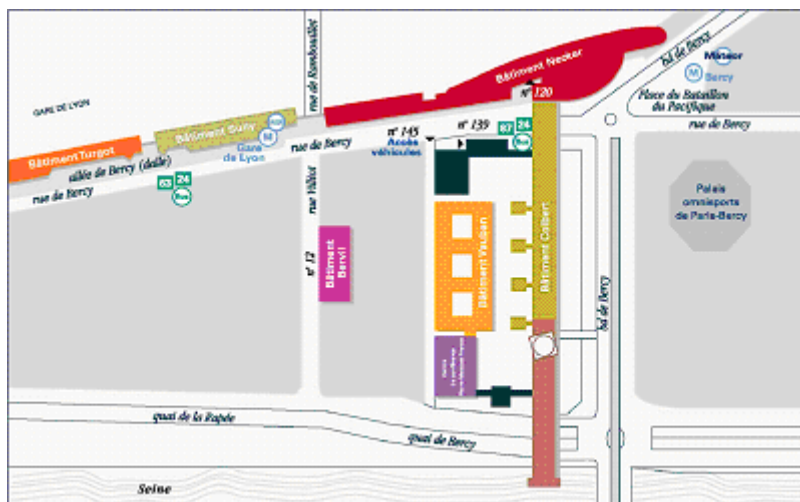 bd de Bercy
Météor
M
Bercy
Bâtiment Necker
rue de Rambouillet
GARE DE LYON
Place du Bataillon
du Pacifique
n° 120
rue de Bercy
Bâtiment Sully
n° 145
n° 139
87 24
Bus
M
Gare
de Lyon
rue de Bercy
Accès
véhicules
Bâtiment Turgot
allée de Bercy (dalle)
rue de Bercy
63 24
Bus
rue Villiot
Palais
omnisports
de Paris-Bercy
n° 12
Bâtiment
Bervil
Bâtiment Vauban
Bâtiment Colbert
bd de Bercy
quai de la Rapée
quai de Bercy
Seine